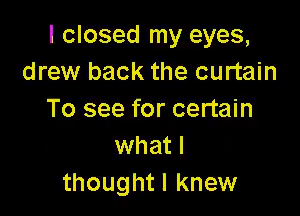 I closed my eyes,
drew back the curtain
To see for certain
what I
thought I knew